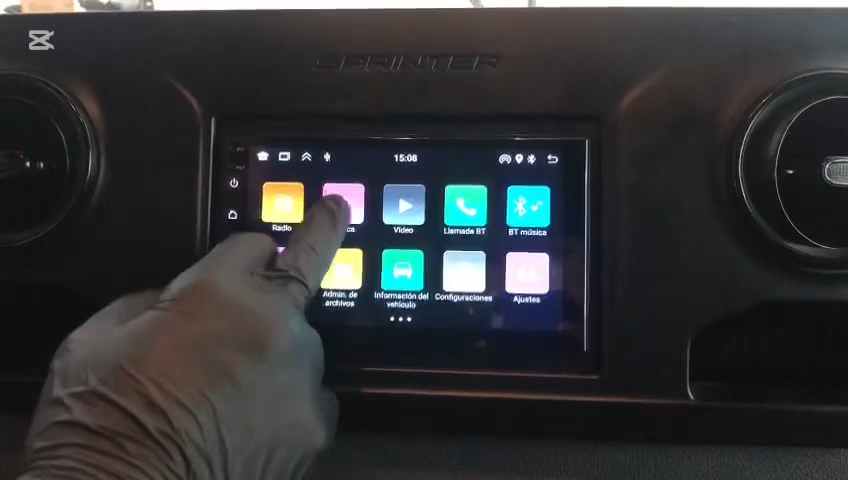 SPRINTER
15:08
Radio
Video
Llamada BT
BT música
Admin. de
archivos
Información del
vehículo
Configuraciones
Ajustes